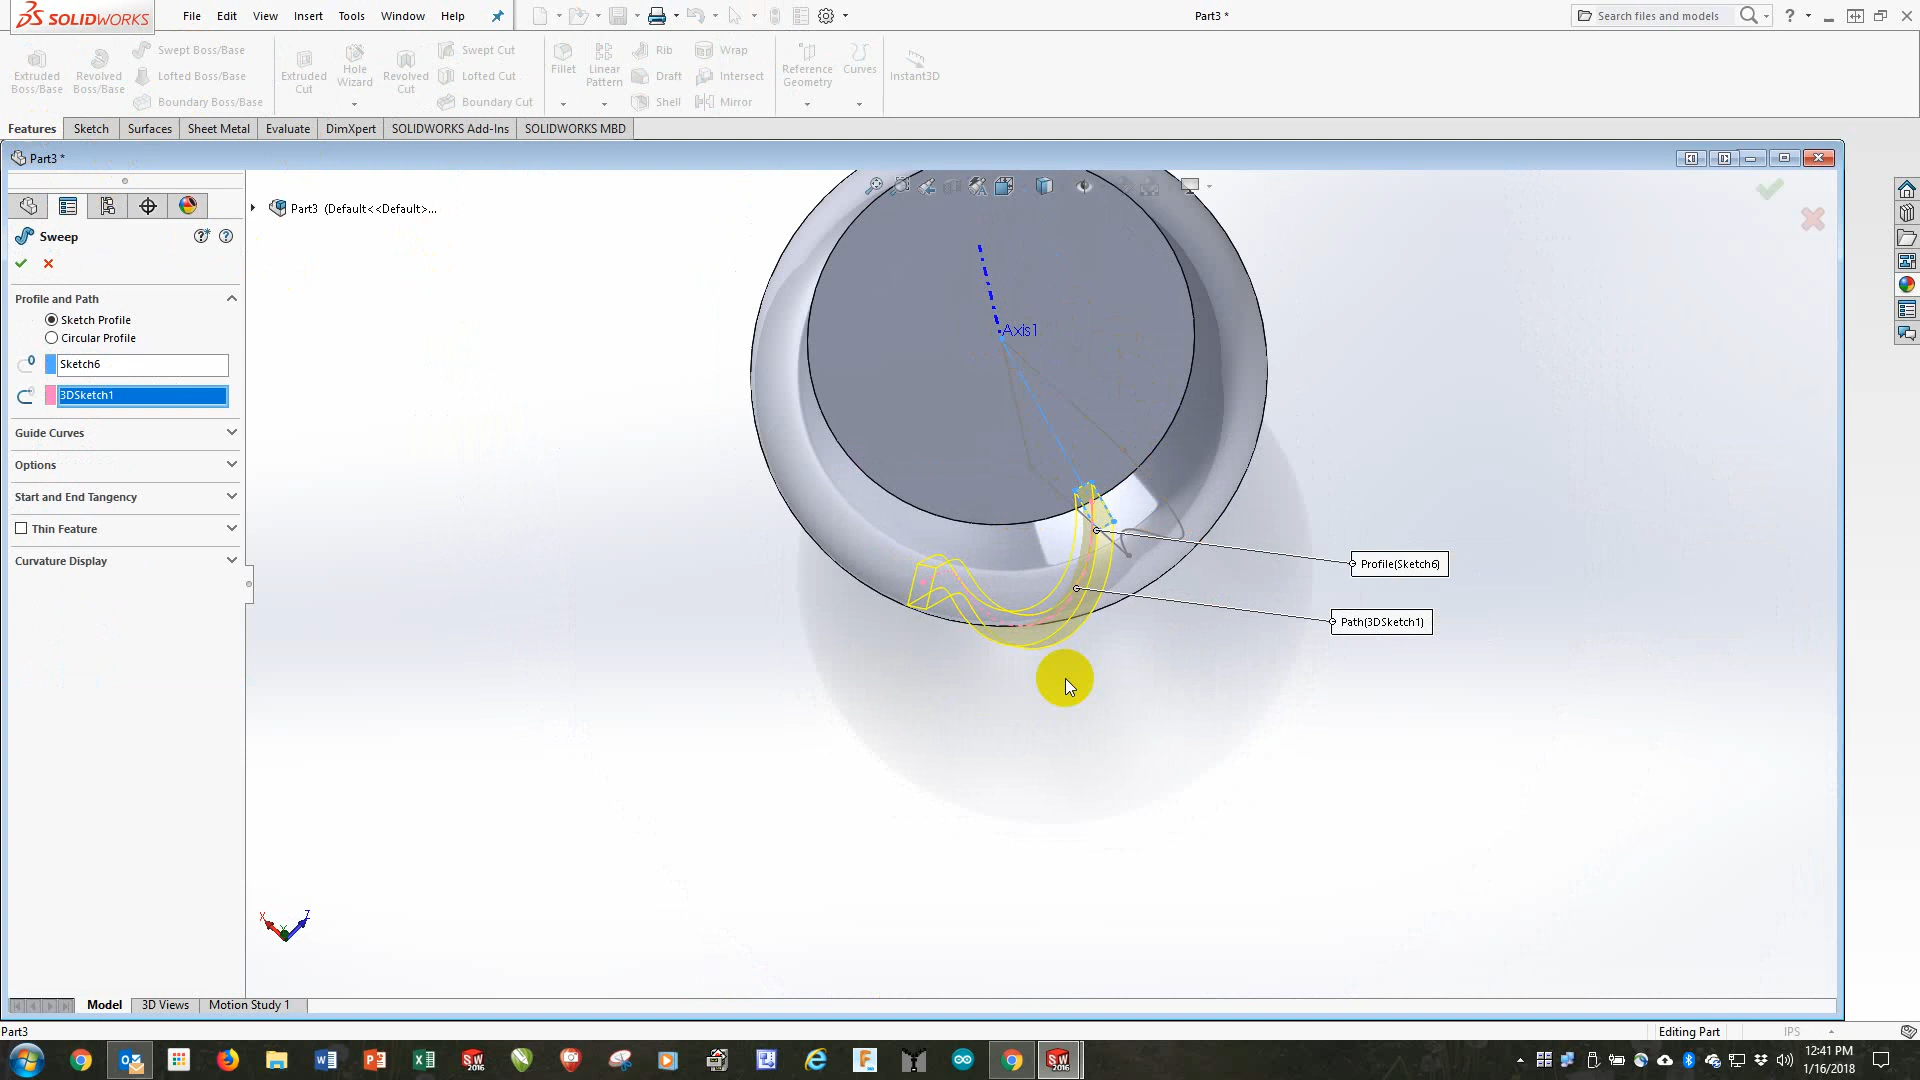 SOLIDWORKS
File Edit View Insert Tools Window Help
Part3 *
Search files and models
?
Extruded Boss/Base
Revolved Boss/Base
Swept Boss/Base
Lofted Boss/Base
Boundary Boss/Base
Extruded Cut
Hole Wizard
Revolved Cut
Swept Cut
Lofted Cut
Boundary Cut
Fillet
Linear Pattern
Rib
Draft
Shell
Wrap
Intersect
Mirror
Reference Geometry
Curves
Instant3D
Features Sketch Surfaces Sheet Metal Evaluate DimXpert SOLIDWORKS Add-Ins SOLIDWORKS MBD
Part3 *
Part3 (Default<<Default>...
Sweep
Profile and Path
Sketch Profile
Circular Profile
Sketch6
3DSketch1
Guide Curves
Options
Start and End Tangency
Thin Feature
Curvature Display
Axis1
Profile(Sketch6)
Path(3DSketch1)
X Y Z
Model 3D Views Motion Study 1
Part3
Editing Part
IPS
SW 2016
SW 2016
12:41 PM
1/16/2018